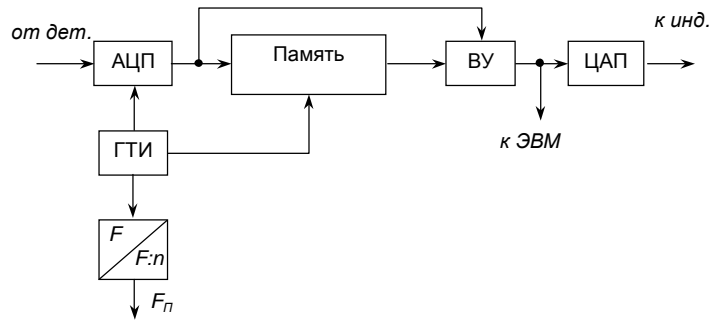 от дет.
к инд.
АЦП
Память
ВУ
ЦАП
к ЭВМ
ГТИ
F
F:n
Fп